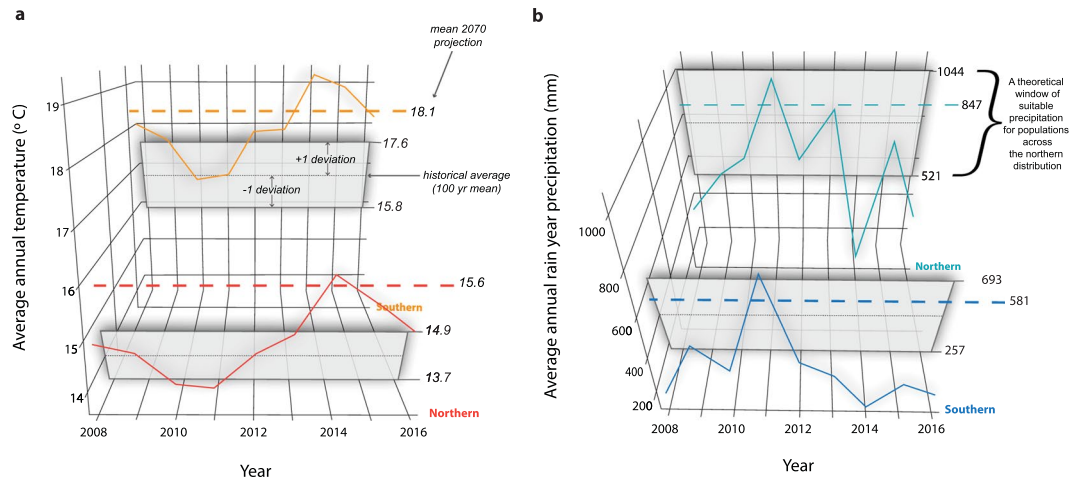 a
mean 2070
projection
Average annual temperature (º C)
19
18
17
16
15
14
18.1
17.6
+1 deviation
historical average
(100 yr mean)
-1 deviation
15.8
15.6
Southern
14.9
13.7
Northern
2008
2010
2012
2014
2016
Year
b
Average annual rain year precipitation (mm)
1044
847
521
A theoretical
window of
suitable
precipitation
for populations
across
the northern
distribution
1000
800
600
400
200
Northern
693
581
257
Southern
2008
2010
2012
2014
2016
Year